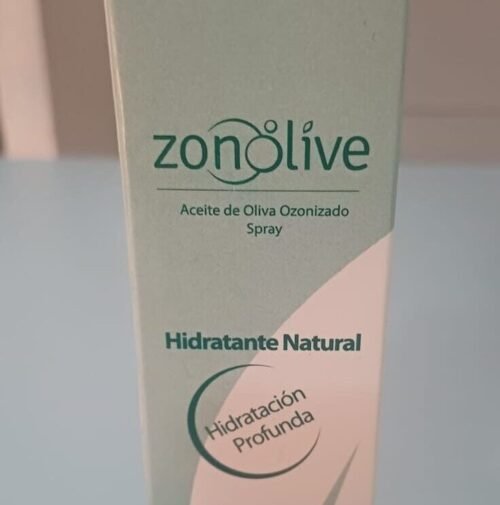 zonolive
Aceite de Oliva Ozonizado
Spray
Hidratante Natural
Hidratación
Profunda